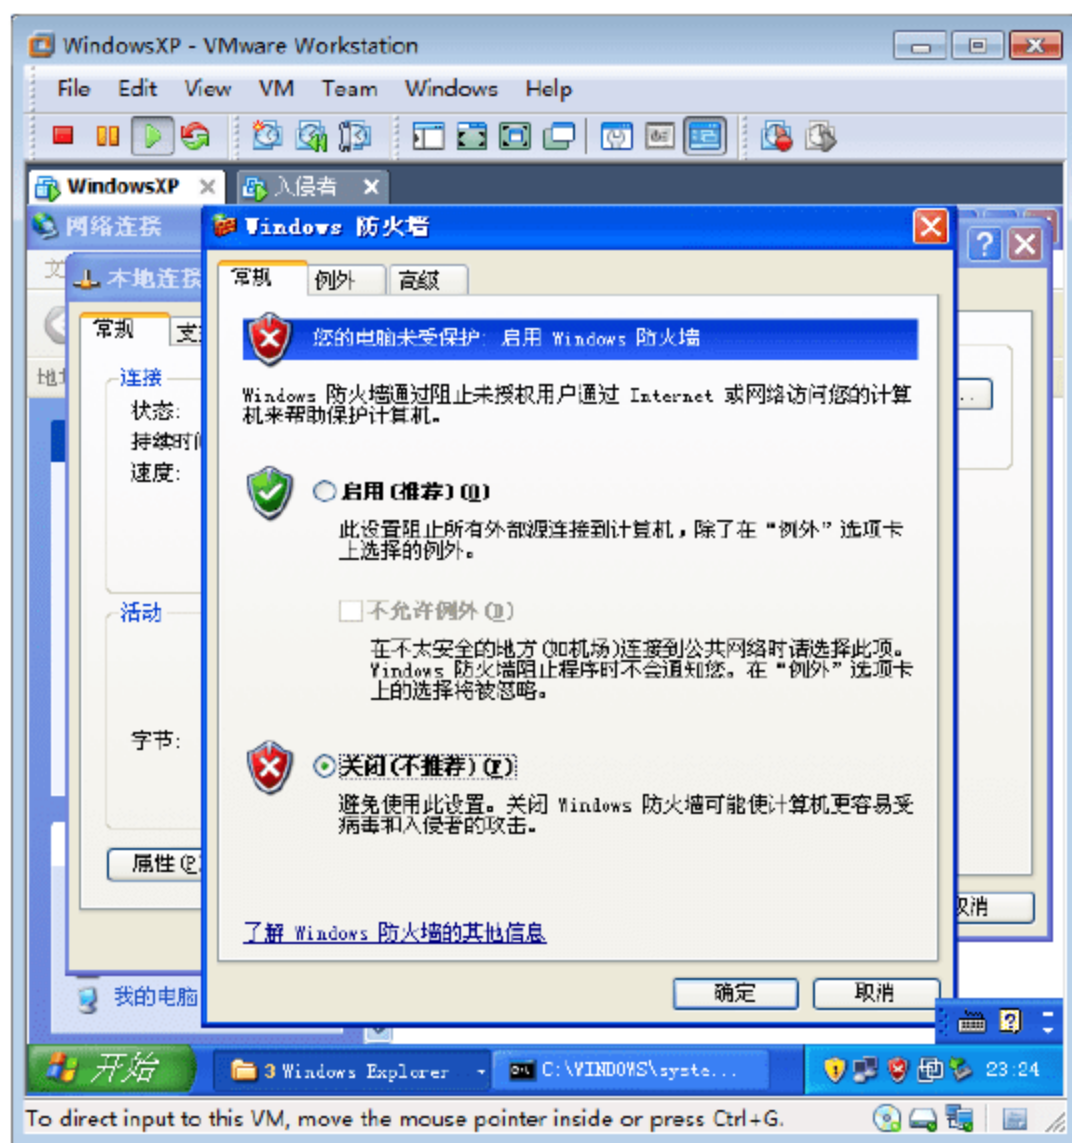 WindowsXP - VMware Workstation
File Edit View VM Team Windows Help
WindowsXP 入侵者
网络连接
Windows 防火墙
本地连接
常规 例外 高级
常规
您的电脑未受保护: 启用 Windows 防火墙
连接
Windows 防火墙通过阻止未授权用户通过 Internet 或网络访问您的计算
机来帮助保护计算机。
状态:
持续时间
速度:
启用(推荐)(O)
此设置阻止所有外部源连接到计算机，除了在“例外”选项卡
上选择的例外。
活动
不允许例外(D)
在不太安全的地方(如机场)连接到公共网络时请选择此项。
Windows 防火墙阻止程序时不会通知您。在“例外”选项卡
上的选择将被忽略。
字节:
关闭(不推荐)(F)
避免使用此设置。关闭 Windows 防火墙可能使计算机更容易受
病毒和入侵者的攻击。
属性(P)
取消
了解 Windows 防火墙的其他信息
我的电脑
确定 取消
开始 3 Windows Explorer C:\WINDOWS\syste... 23:24
To direct input to this VM, move the mouse pointer inside or press Ctrl+G.